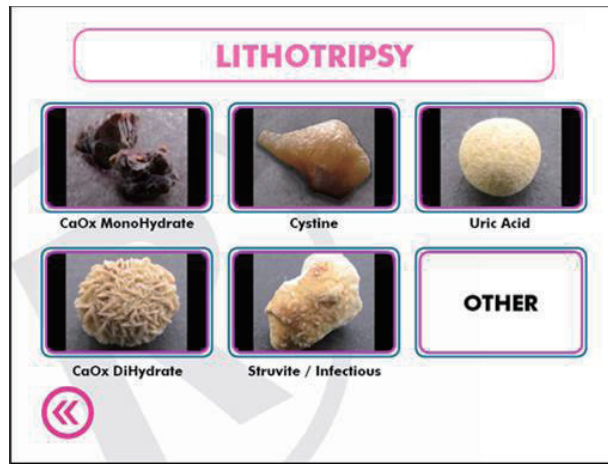 LITHOTRIPSY
CaOx MonoHydrate
Cystine
Uric Acid
OTHER
CaOx DiHydrate
Struvite / Infectious